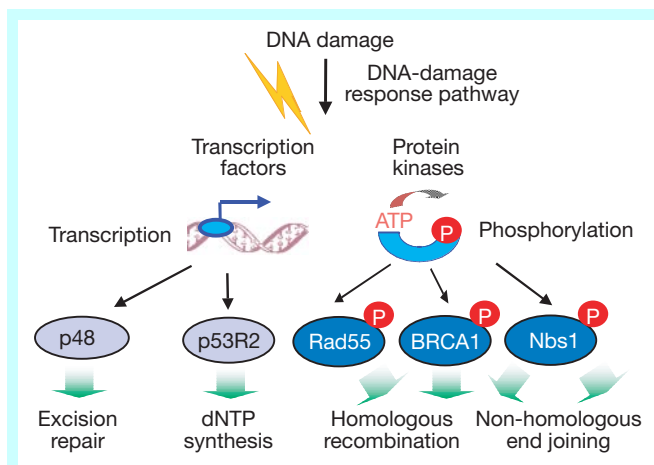 DNA damage
DNA-damage
response pathway
Transcription
factors
Protein
kinases
ATP
P
Transcription
Phosphorylation
P
P
P
p48
p53R2
Rad55
BRCA1
Nbs1
Excision
repair
dNTP
synthesis
Homologous
recombination
Non-homologous
end joining